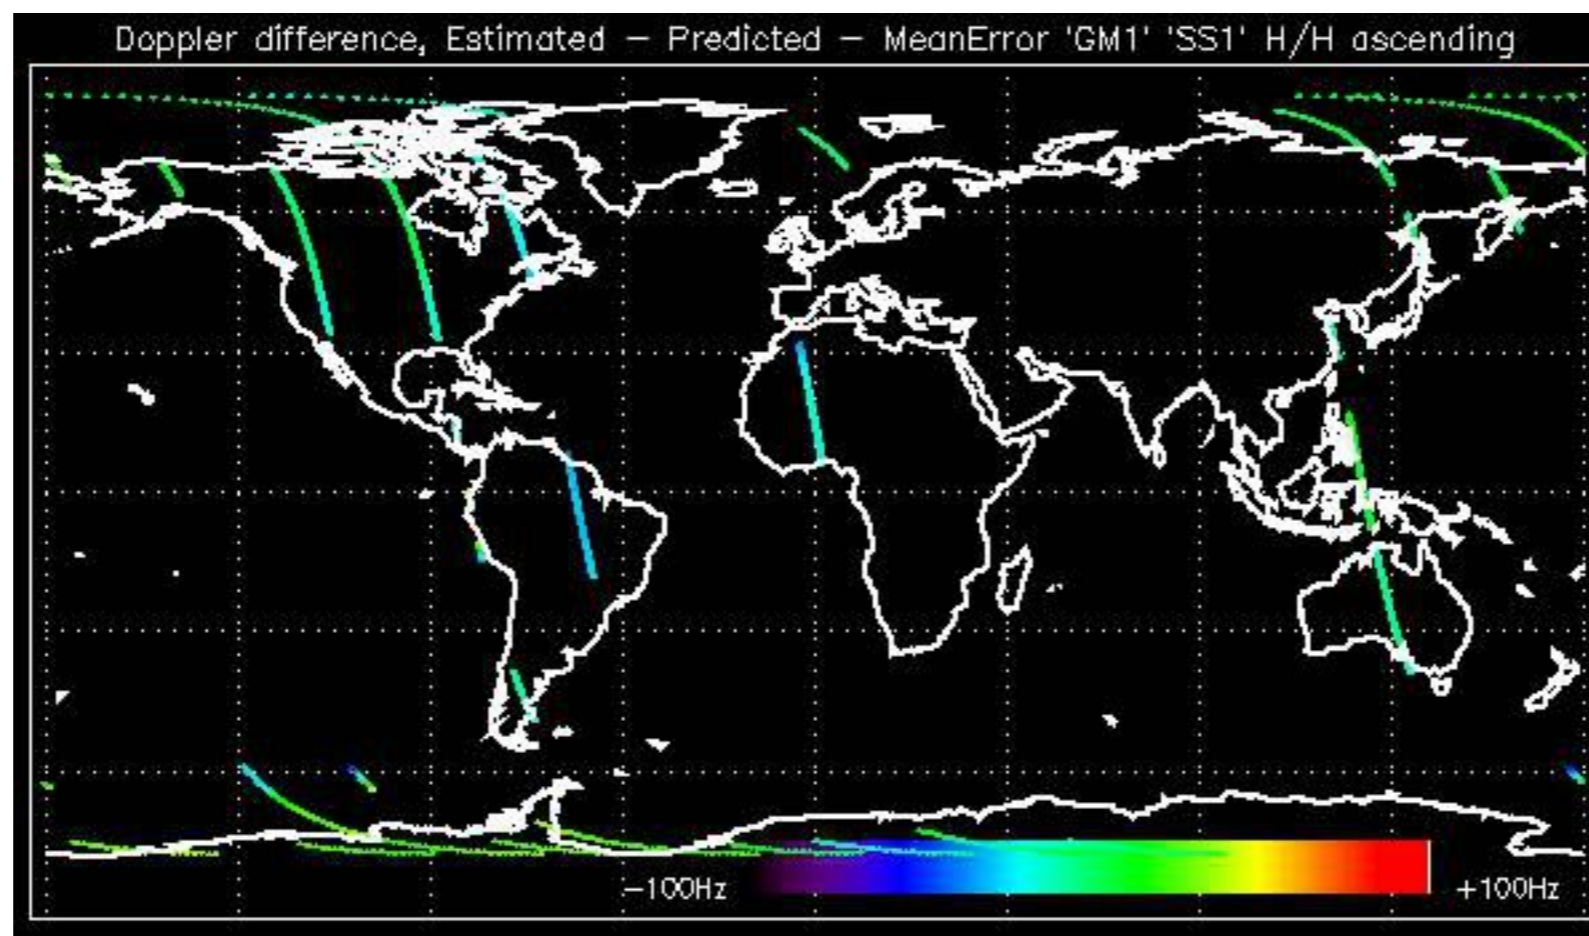 Doppler difference, Estimated — Predicted — MeanError 'GM1' 'SS1' H/H ascending
−100Hz
+100Hz